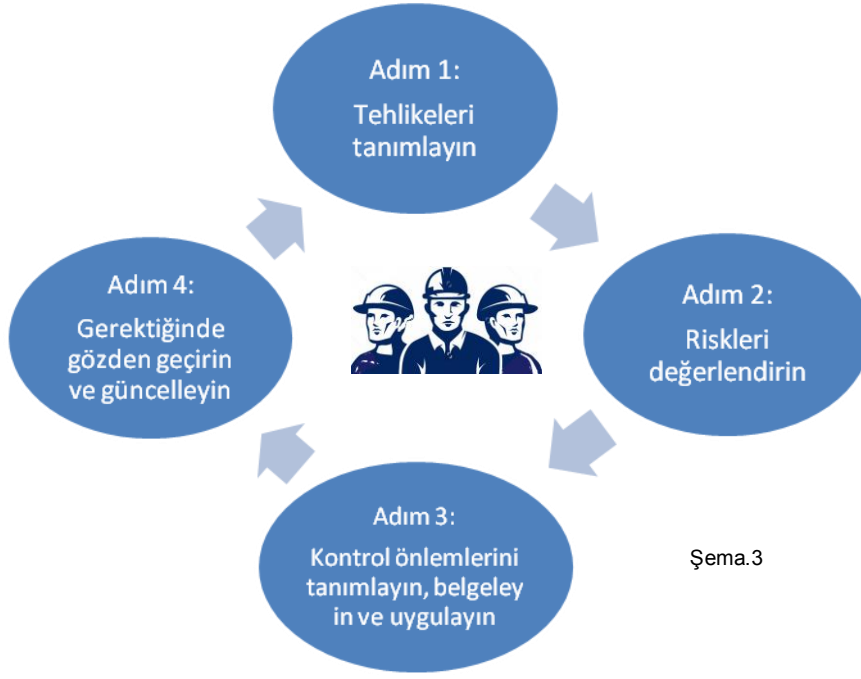 Adım 1:
Tehlikeleri
tanımlayın
Adım 2:
Riskleri
değerlendirin
Adım 3:
Kontrol önlemlerini
tanımlayın, belgeley
in ve uygulayın
Adım 4:
Gerektiğinde
gözden geçirin
ve güncelleyin
Şema.3